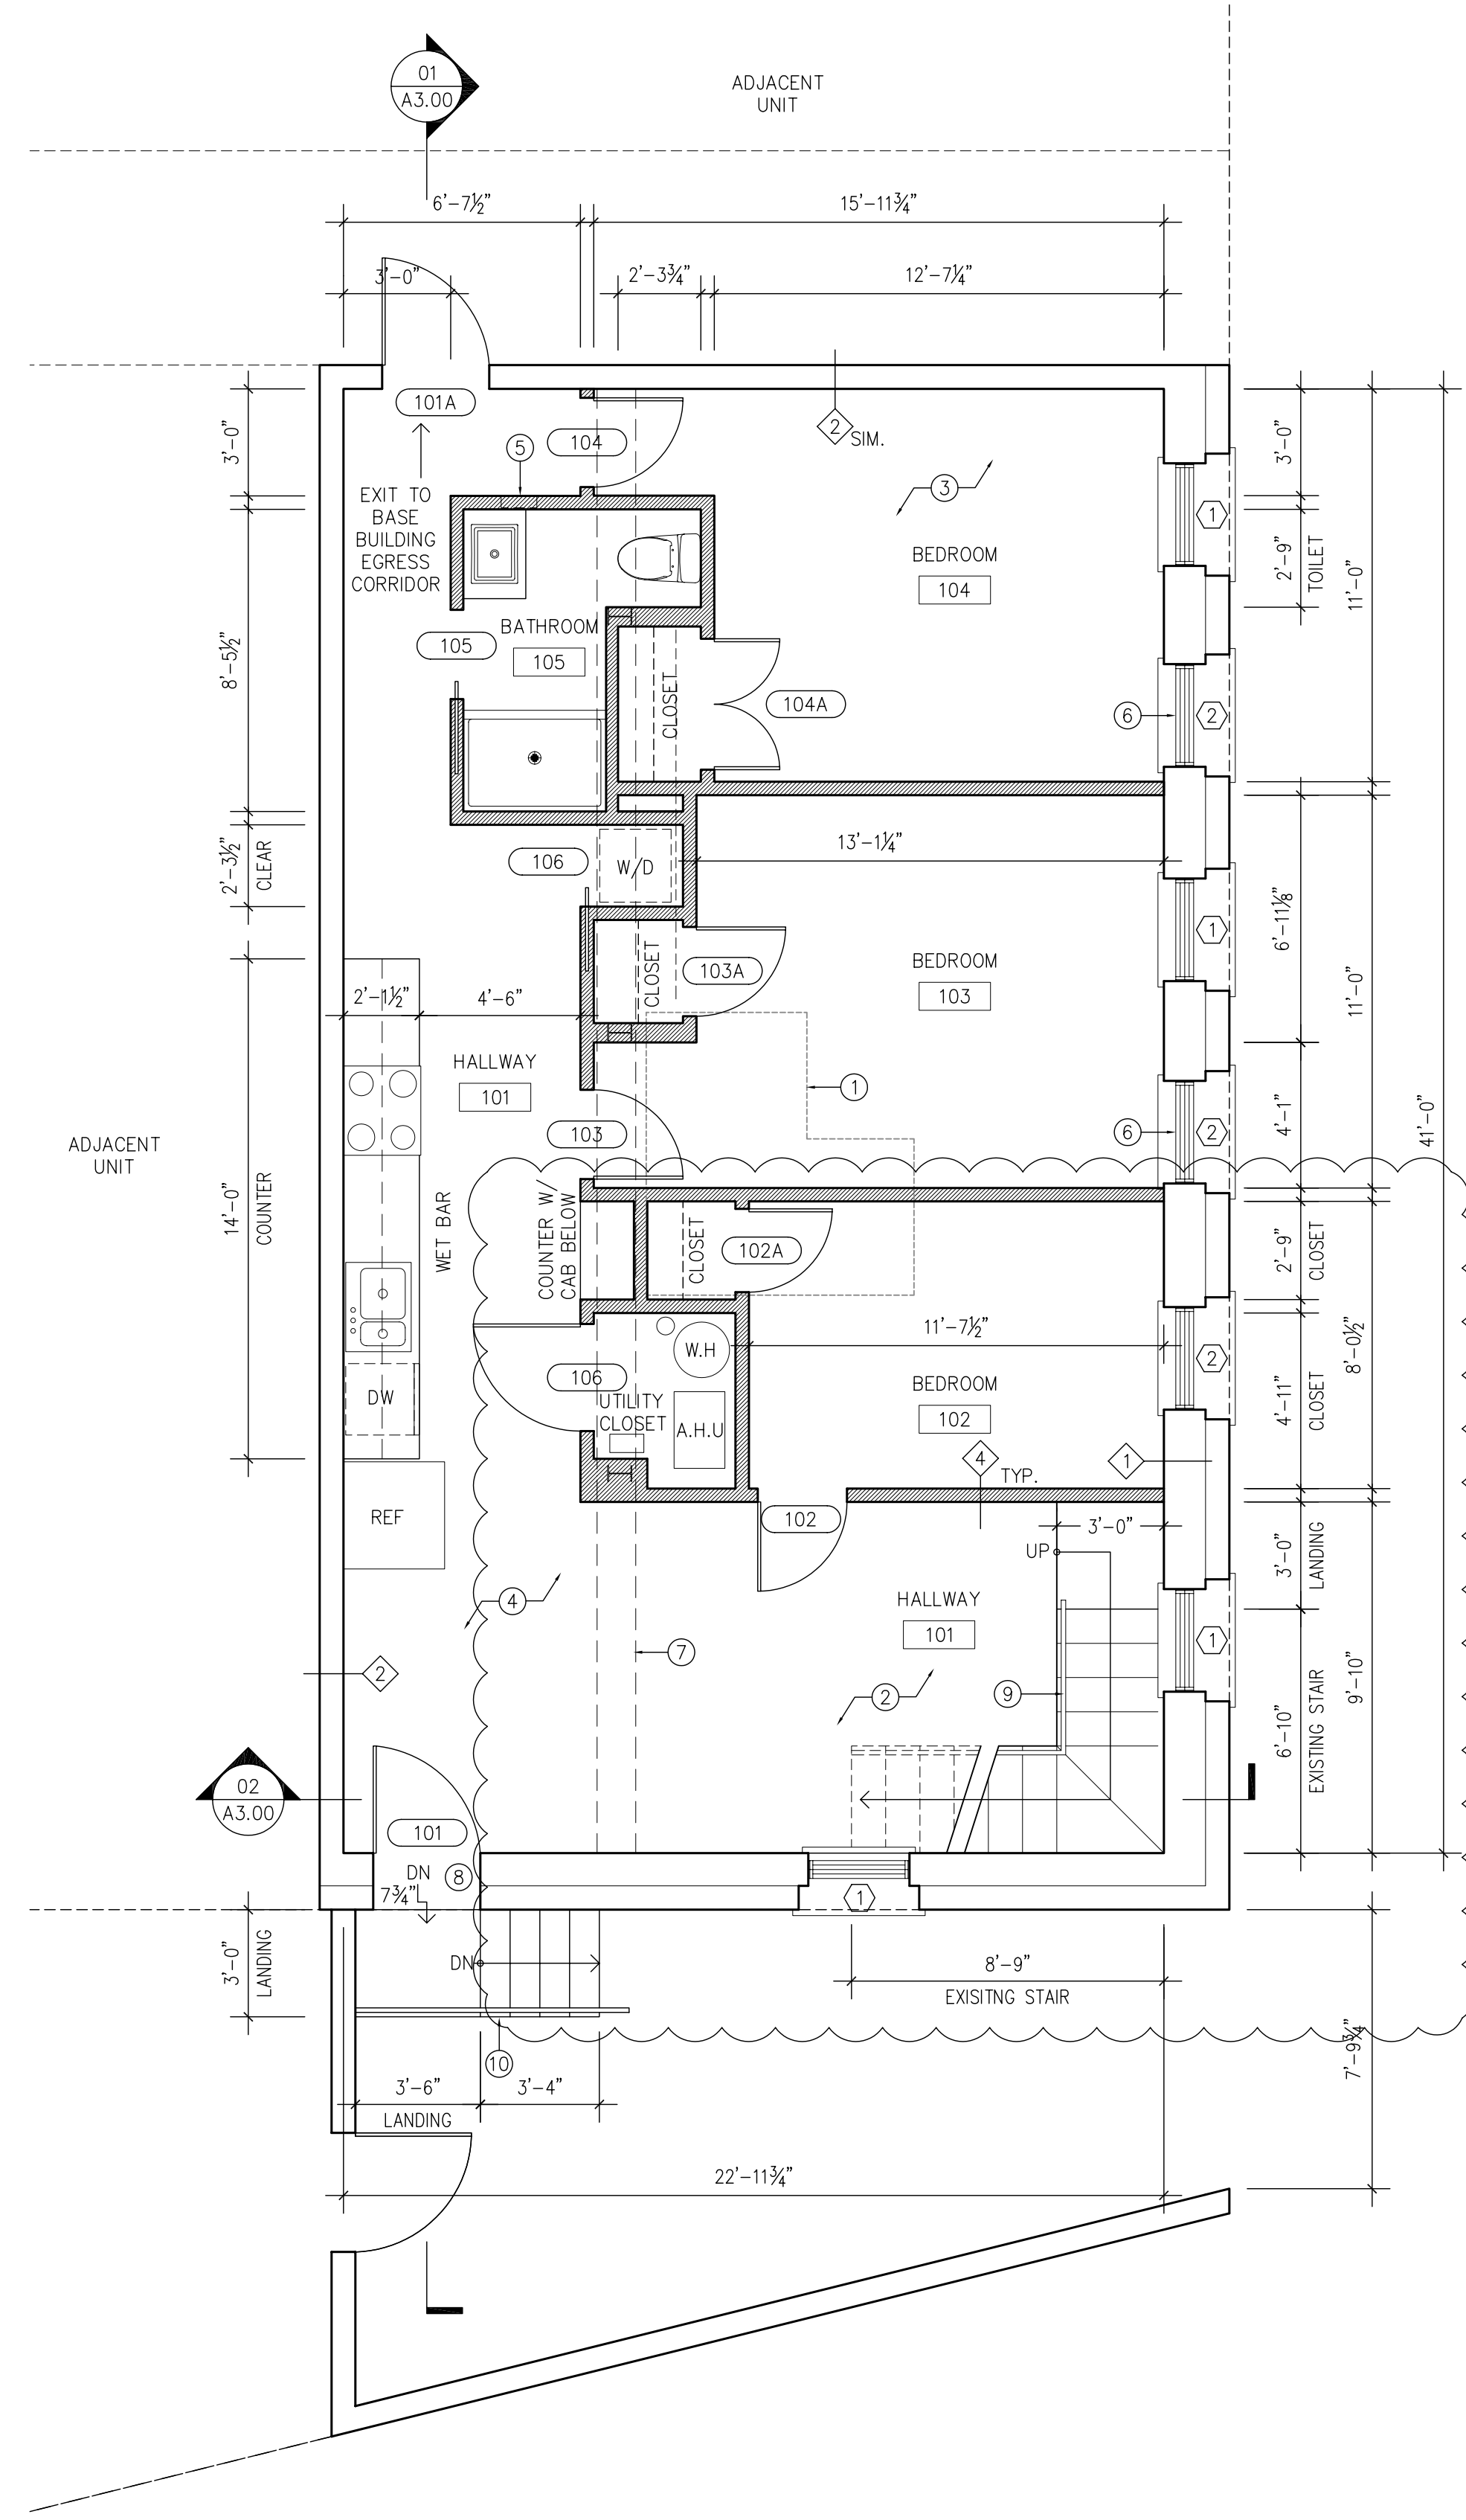 01
A3.00
ADJACENT
UNIT
6'-7½"
15'-11¾"
3'-0"
2'-3¾"
12'-7¼"
101A
104
2
SIM.
5
3
3'-0"
3'-0"
EXIT TO
BASE
BUILDING
EGRESS
CORRIDOR
1
BEDROOM
104
2'-9"
TOILET
11'-0"
BATHROOM
105
105
8'-5½"
CLOSET
104A
6
2
13'-1¼"
106
W/D
2'-3½"
CLEAR
6'-11⅛"
1
CLOSET
103A
BEDROOM
103
11'-0"
2'-1½"
4'-6"
HALLWAY
101
1
103
6
2
4'-1"
41'-0"
ADJACENT
UNIT
14'-0"
COUNTER
WET BAR
COUNTER W/
CAB BELOW
CLOSET
102A
2'-9"
CLOSET
11'-7½"
W.H
106
UTILITY
CLOSET
A.H.U
BEDROOM
102
2
8'-0½"
4'-11"
CLOSET
DW
4
TYP.
1
REF
102
3'-0"
UP
3'-0"
LANDING
4
HALLWAY
101
1
7
2
2
9
9'-10"
6'-10"
EXISTING STAIR
02
A3.00
101
DN
7¾"
8
1
3'-0"
LANDING
DN
8'-9"
EXISITNG STAIR
10
7'-9¾"
3'-6"
3'-4"
LANDING
22'-11¾"